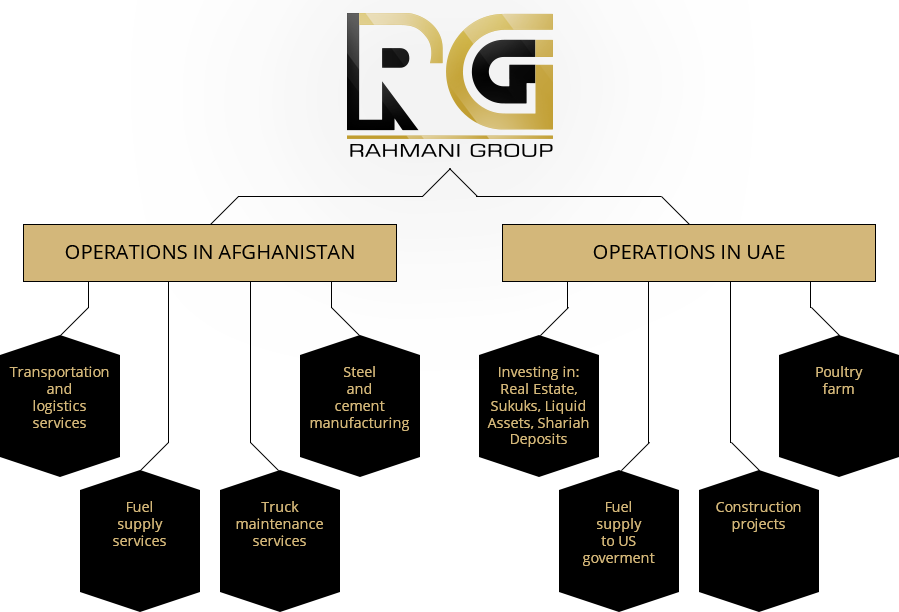 RG
RAHMANI GROUP
OPERATIONS IN AFGHANISTAN
Transportation
and
logistics
services
Fuel
supply
services
Truck
maintenance
services
Steel
and
cement
manufacturing
OPERATIONS IN UAE
Investing in:
Real Estate,
Sukuks, Liquid
Assets, Shariah
Deposits
Fuel
supply
to US
goverment
Construction
projects
Poultry
farm